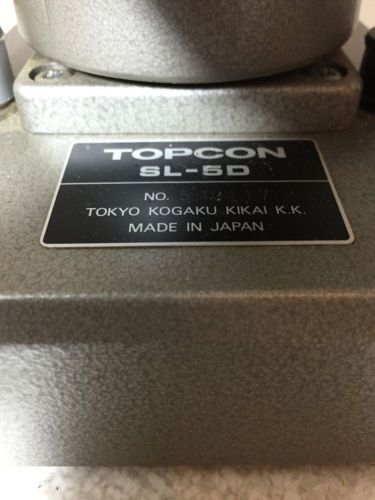 TOPCON
SL-5D
NO.
TOKYO KOGAKU KIKAI K.K.
MADE IN JAPAN